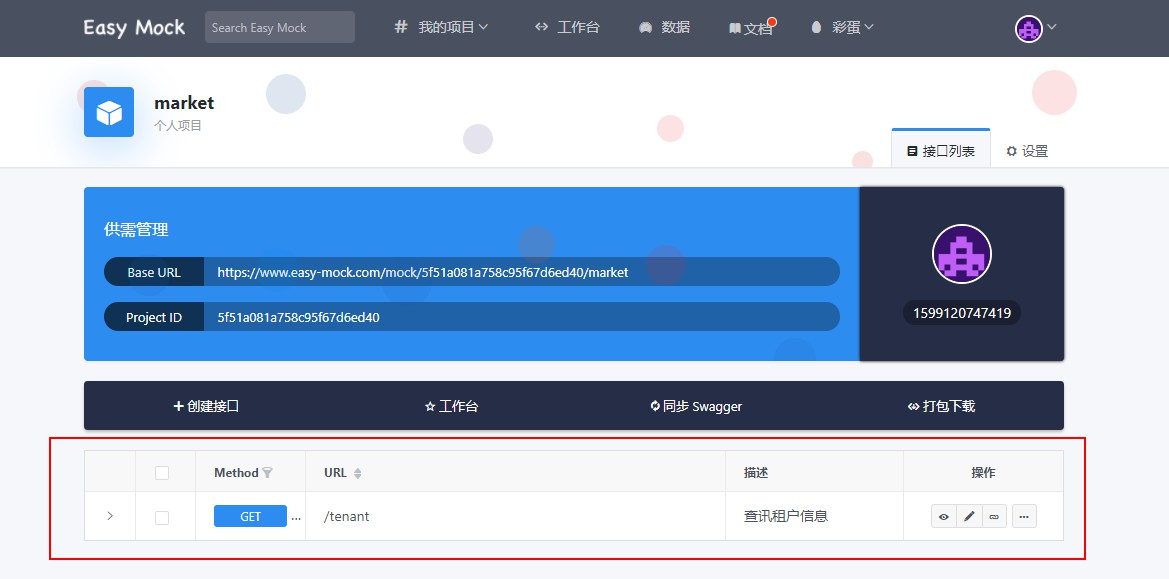 Easy Mock Search Easy Mock # 我的项目 工作台 数据 文档 彩蛋
market
个人项目
接口列表 设置
供需管理
Base URL https://www.easy-mock.com/mock/5f51a081a758c95f67d6ed40/market
Project ID 5f51a081a758c95f67d6ed40
1599120747419
+ 创建接口 工作台 同步 Swagger 打包下载
Method URL 描述 操作
GET ... /tenant 查讯租户信息